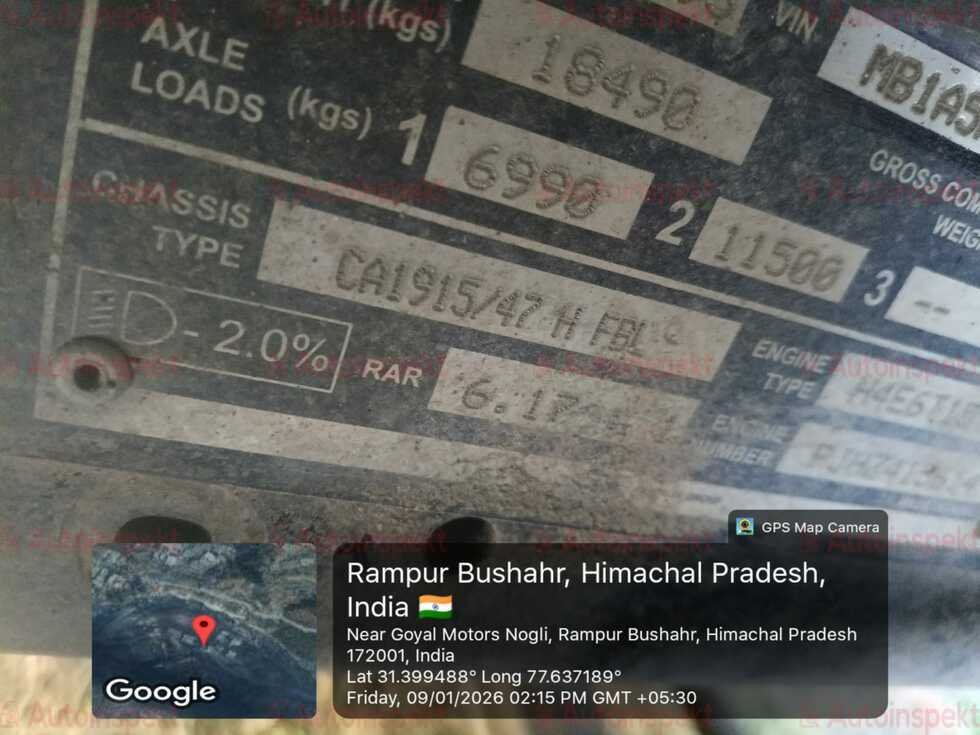 (kgs)
18490
VIN
MB1A
AXLE
LOADS (kgs) 1 6990 2 11500 3 --
GROSS COM
WEIG
CHASSIS
TYPE CA1915/47 H FBL
D - 2.0%
RAR 6.17
ENGINE
TYPE
ENGINE
NUMBER
GPS Map Camera
Rampur Bushahr, Himachal Pradesh,
India
Near Goyal Motors Nogli, Rampur Bushahr, Himachal Pradesh
172001, India
Lat 31.399488° Long 77.637189°
Friday, 09/01/2026 02:15 PM GMT +05:30
Google
Autoinspekt